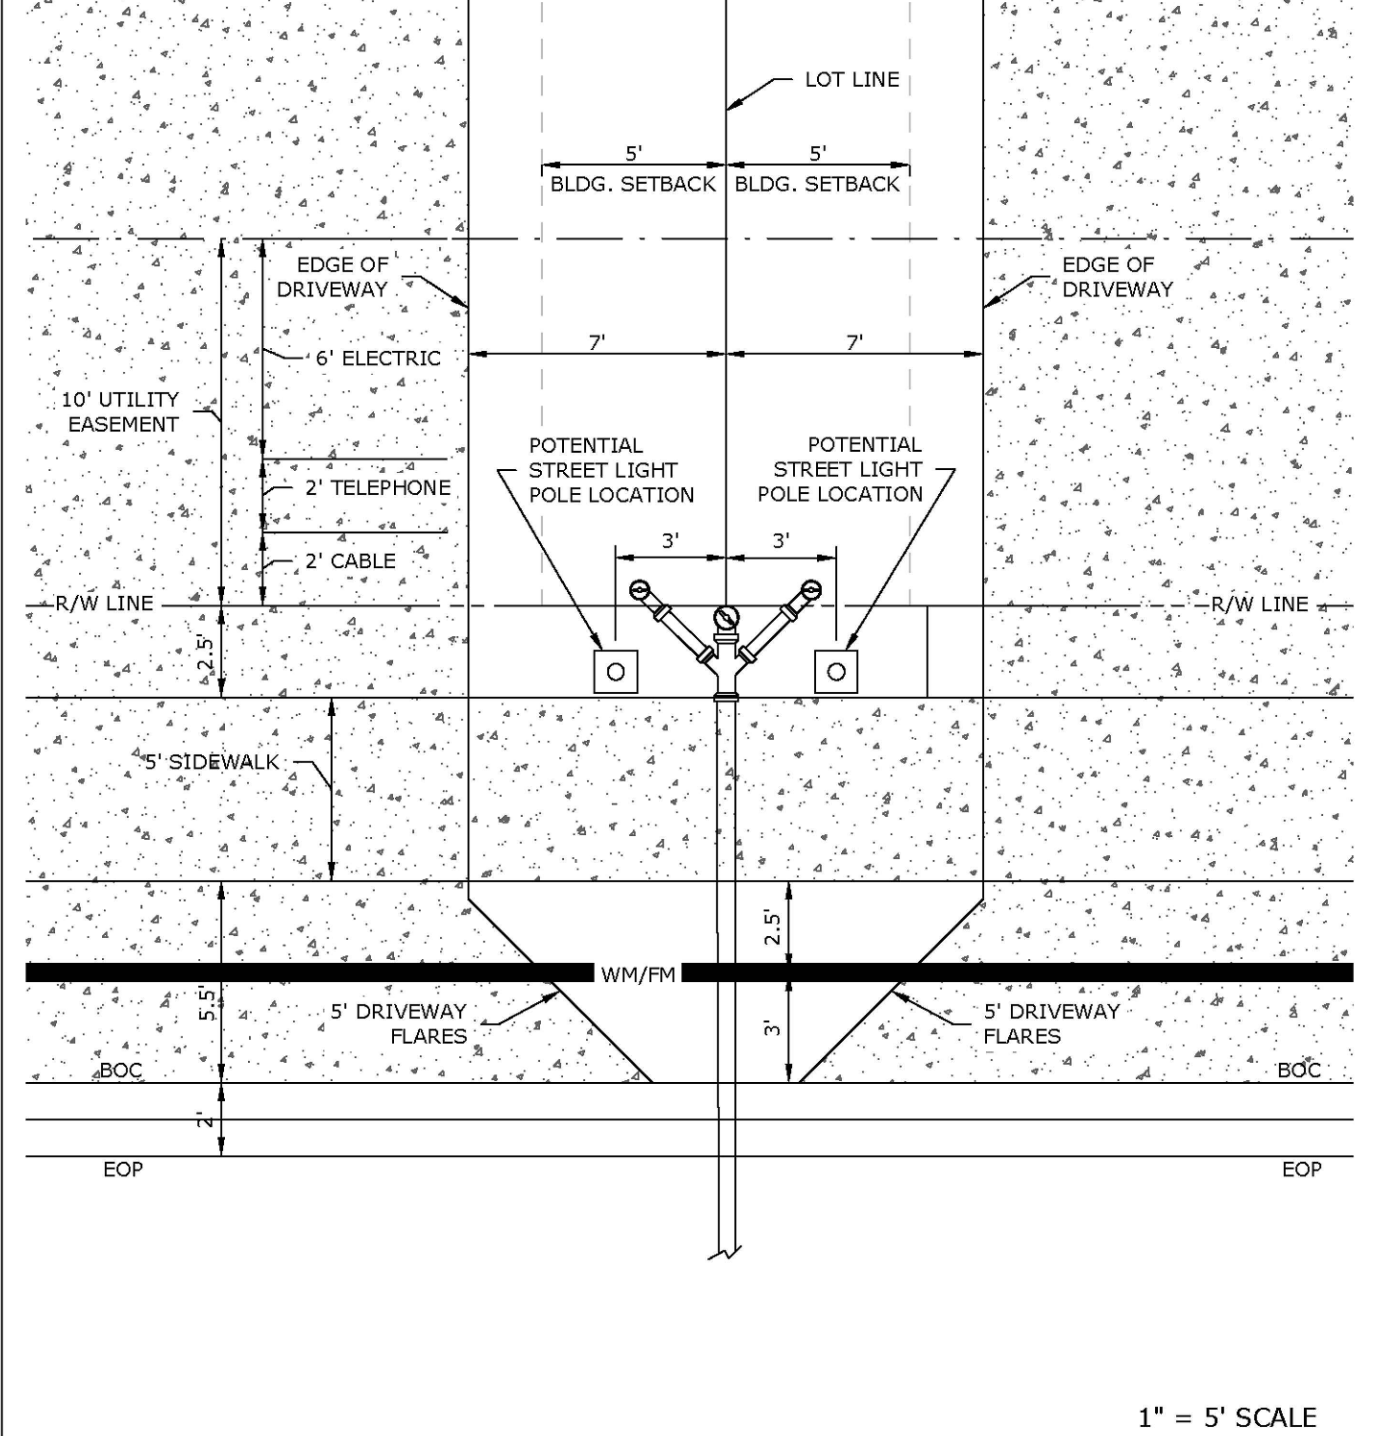 LOT LINE
5'
5'
BLDG. SETBACK
BLDG. SETBACK
EDGE OF
DRIVEWAY
EDGE OF
DRIVEWAY
7'
7'
6' ELECTRIC
10' UTILITY
EASEMENT
POTENTIAL
STREET LIGHT
POLE LOCATION
POTENTIAL
STREET LIGHT
POLE LOCATION
2' TELEPHONE
3'
3'
2' CABLE
R/W LINE
R/W LINE
2.5'
5' SIDEWALK
2.5'
WM/FM
5.5'
5' DRIVEWAY
FLARES
3'
5' DRIVEWAY
FLARES
BOC
BOC
2'
EOP
EOP
1" = 5' SCALE